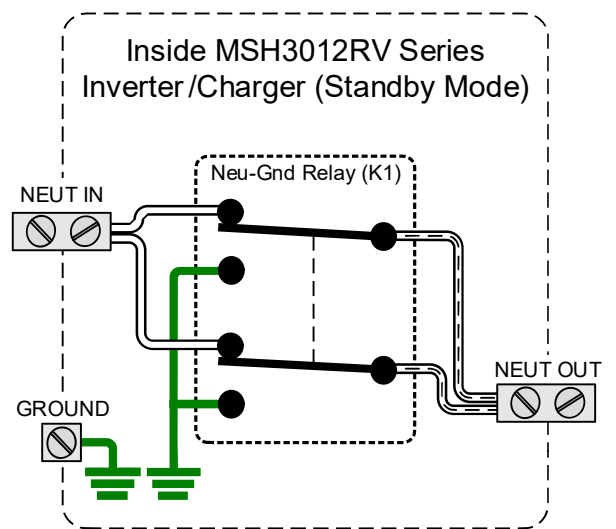 Inside MSH3012RV Series
Inverter/Charger (Standby Mode)
Neu-Gnd Relay (K1)
NEUT IN
NEUT OUT
GROUND